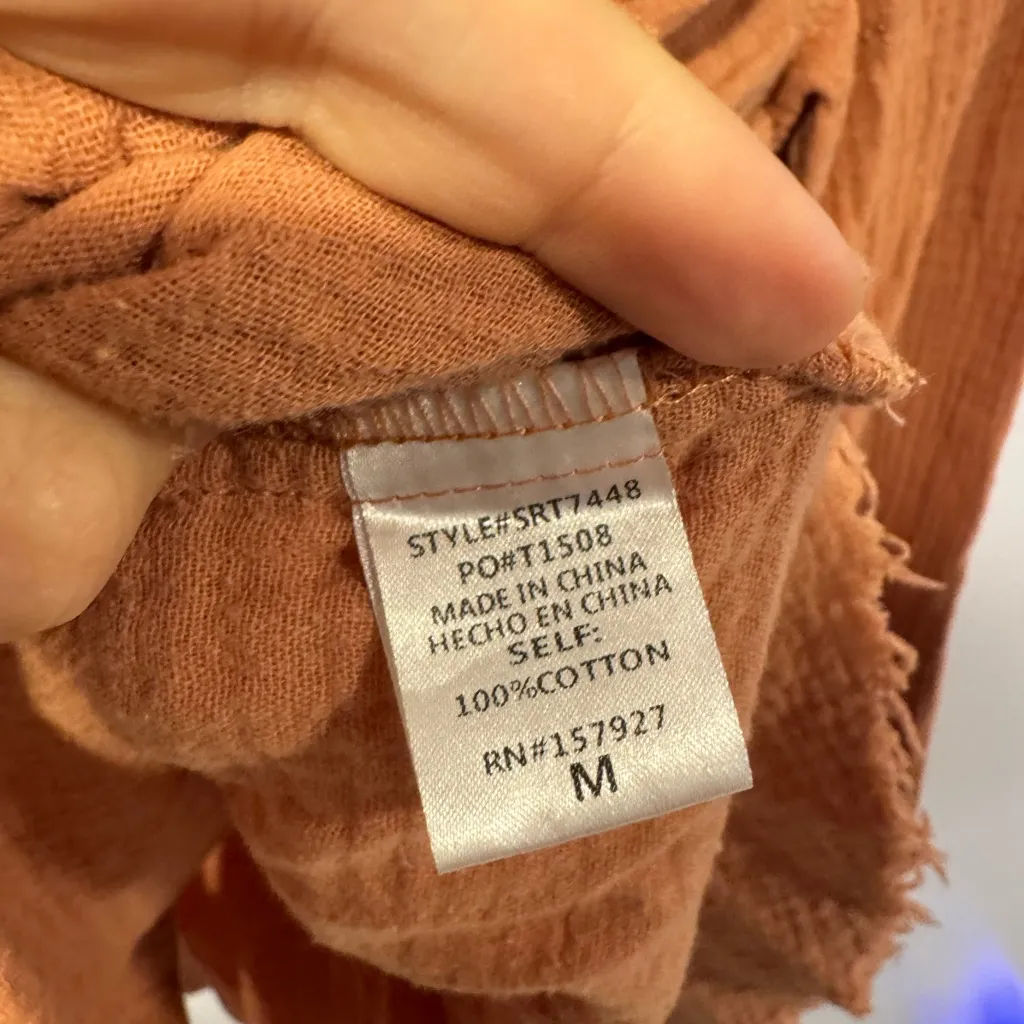 STYLE#SRT7448
PO#T1508
MADE IN CHINA
HECHO EN CHINA
SELF:
100%COTTON
RN#157927
M